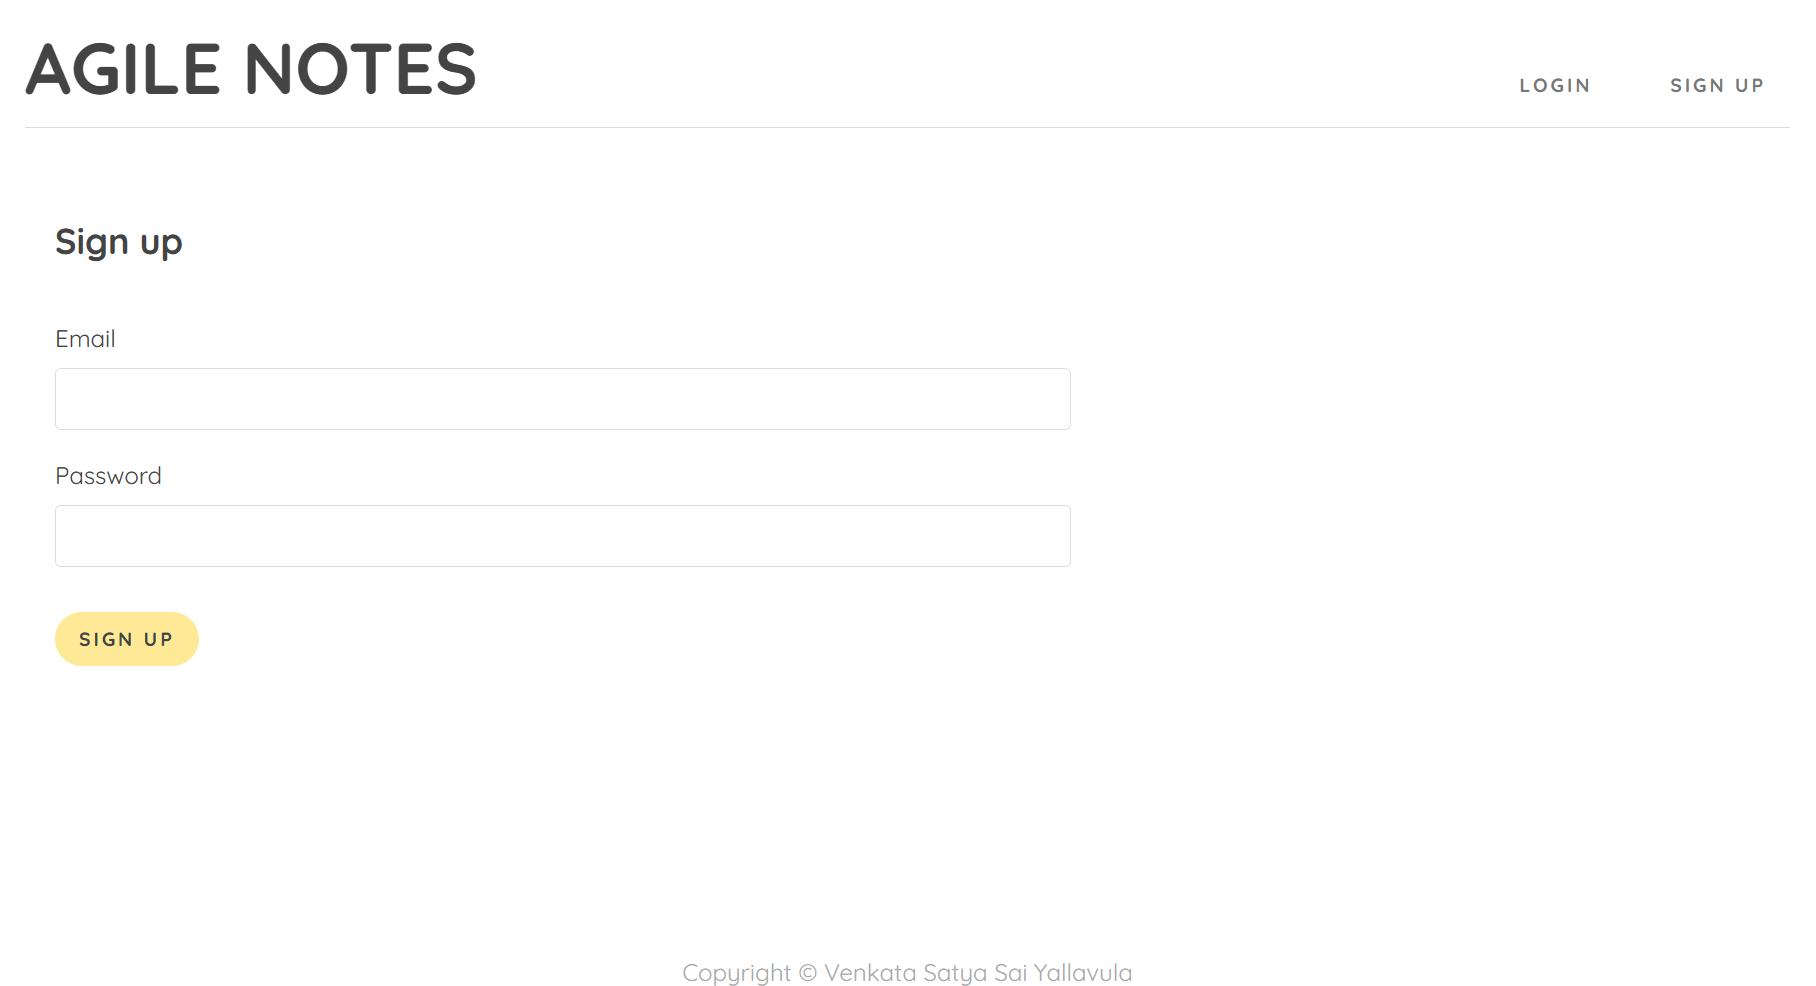 AGILE NOTES
LOGIN SIGN UP
Sign up
Email
Password
SIGN UP
Copyright © Venkata Satya Sai Yallavula